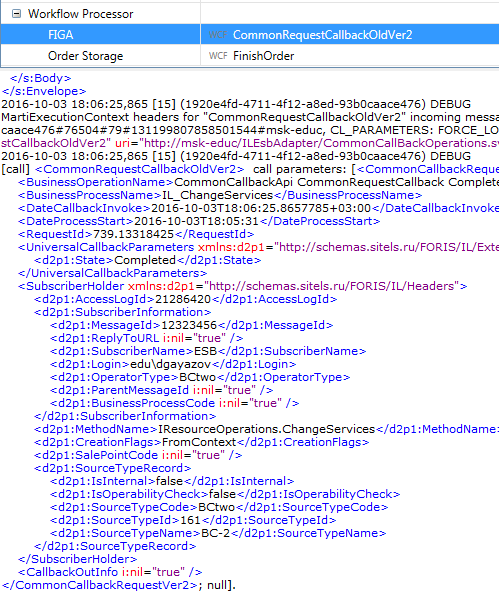 Workflow Processor
FIGA WCF CommonRequestCallbackOldVer2
Order Storage WCF FinishOrder
</s:Body>
</s:Envelope>
2016-10-03 18:06:25,865 [15] (1920e4fd-4711-4f12-a8ed-93b0caace476) DEBUG
MartiExecutionContext headers for "CommonRequestCallbackOldVer2" incoming messa
caace476#76504#79#131199807858501544#msk-educ, CL_PARAMETERS: FORCE_LO
stCallbackOldVer2" uri="http://msk-educ/ILEsbAdapter/CommonCallBackOperations.sv
2016-10-03 18:06:25,865 [15] (1920e4fd-4711-4f12-a8ed-93b0caace476) DEBUG
[call] <CommonRequestCallbackOldVer2> call parameters: [<CommonCallbackReque
<BusinessOperationName>CommonCallbackApi CommonRequestCallback Complete
<BusinessProcessName>IL_ChangeServices</BusinessProcessName>
<DateCallbackInvoke>2016-10-03T18:06:25.8657785+03:00</DateCallbackInvoke
<DateProcessStart>2016-10-03T18:05:31</DateProcessStart>
<RequestId>739.13318425</RequestId>
<UniversalCallbackParameters xmlns:d2p1="http://schemas.sitels.ru/FORIS/IL/Exte
<d2p1:State>Completed</d2p1:State>
</UniversalCallbackParameters>
<SubscriberHolder xmlns:d2p1="http://schemas.sitels.ru/FORIS/IL/Headers">
<d2p1:AccessLogId>21286420</d2p1:AccessLogId>
<d2p1:SubscriberInformation>
<d2p1:MessageId>12323456</d2p1:MessageId>
<d2p1:ReplyToURL i:nil="true" />
<d2p1:SubscriberName>ESB</d2p1:SubscriberName>
<d2p1:Login>edu\dgayazov</d2p1:Login>
<d2p1:OperatorType>BCtwo</d2p1:OperatorType>
<d2p1:ParentMessageId i:nil="true" />
<d2p1:BusinessProcessCode i:nil="true" />
</d2p1:SubscriberInformation>
<d2p1:MethodName>IResourceOperations.ChangeServices</d2p1:MethodName>
<d2p1:CreationFlags>FromContext</d2p1:CreationFlags>
<d2p1:SalePointCode i:nil="true" />
<d2p1:SourceTypeRecord>
<d2p1:IsInternal>false</d2p1:IsInternal>
<d2p1:IsOperabilityCheck>false</d2p1:IsOperabilityCheck>
<d2p1:SourceTypeCode>BCtwo</d2p1:SourceTypeCode>
<d2p1:SourceTypeId>161</d2p1:SourceTypeId>
<d2p1:SourceTypeName>BC-2</d2p1:SourceTypeName>
</d2p1:SourceTypeRecord>
</SubscriberHolder>
<CallbackOutInfo i:nil="true" />
</CommonCallbackRequestVer2>; null].